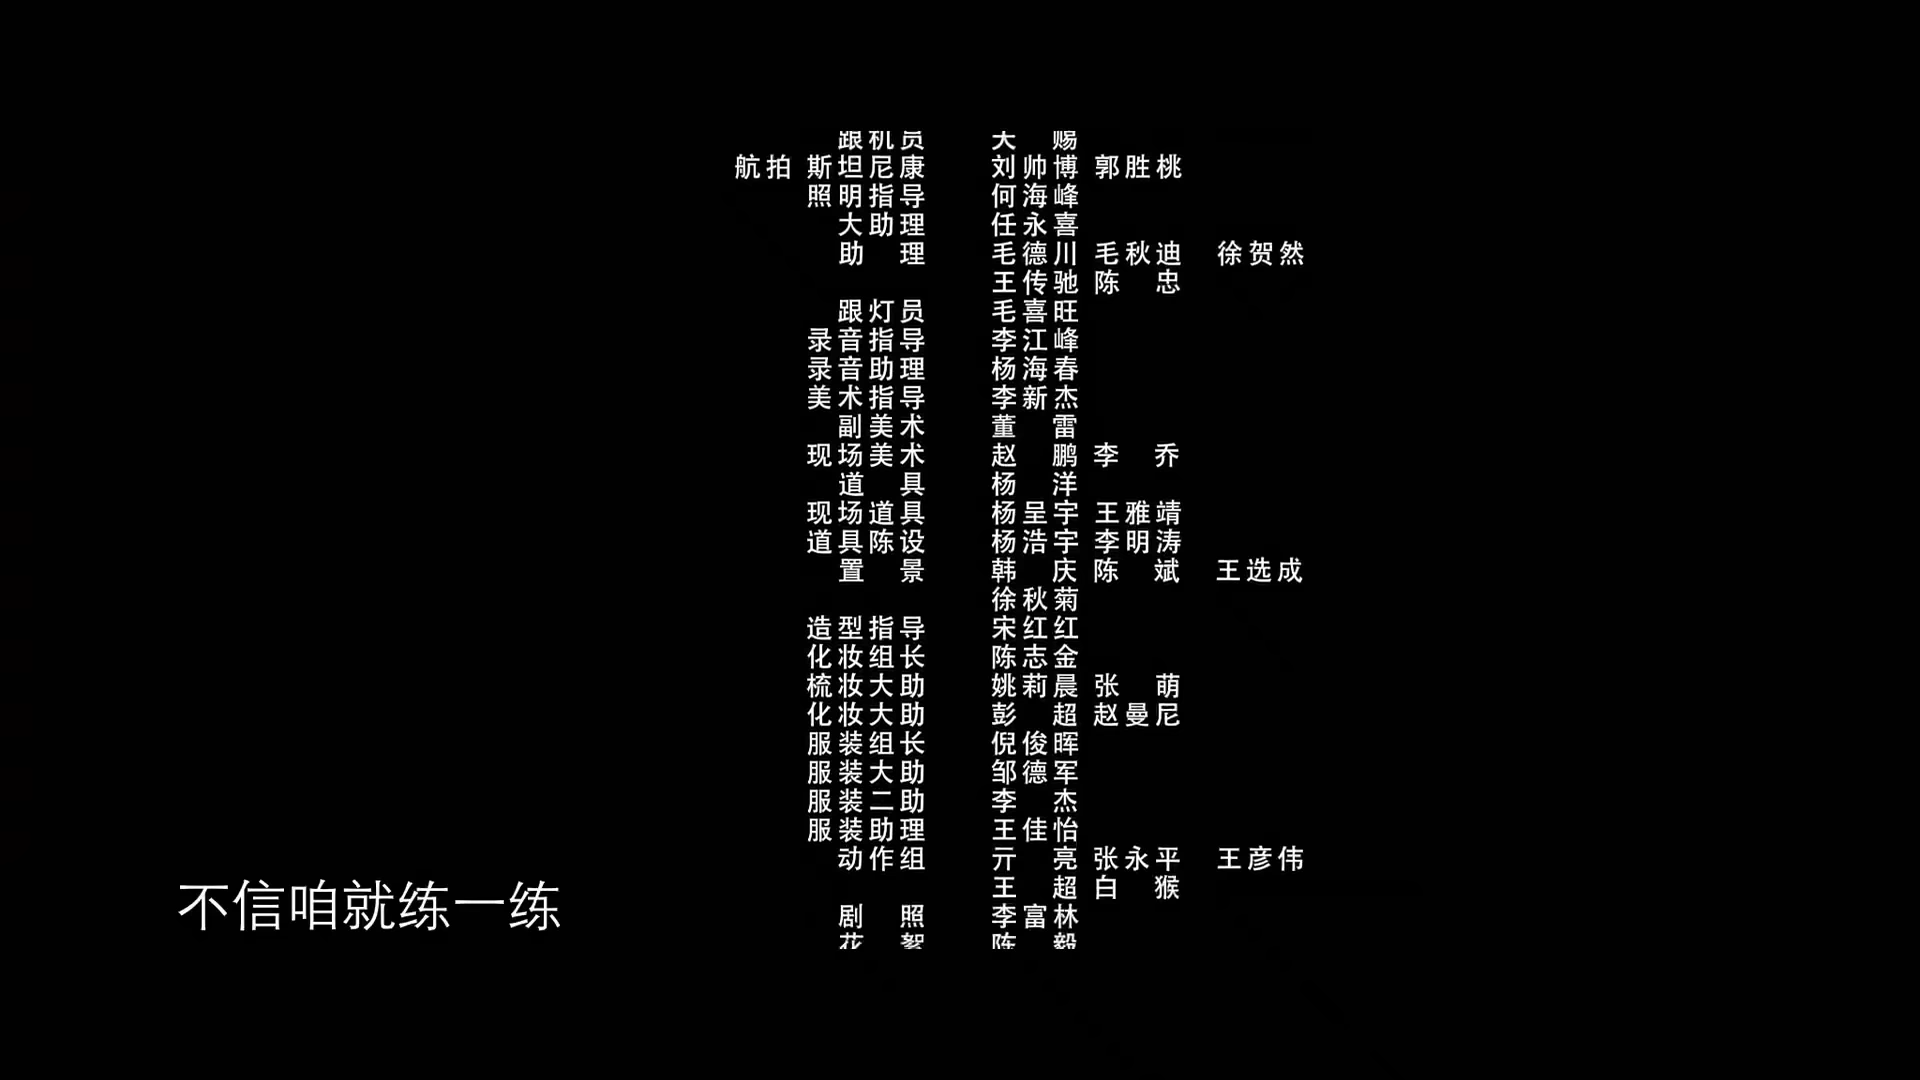 跟机员 天 赐
航拍 斯坦尼康 刘帅博 郭胜桃
照明指导 何海峰
大助理 任永喜
助 理 毛德川 毛秋迪 徐贺然
王传驰 陈 忠
跟灯员 毛喜旺
录音指导 李江峰
录音助理 杨海春
美术指导 李新杰
副美术 董 雷
现场美术 赵 鹏 李 乔
道 具 杨 洋
现场道具 杨呈宇 王雅靖
道具陈设 杨浩宇 李明涛
置 景 韩 庆 陈 斌 王选成
徐秋菊
造型指导 宋红红
化妆组长 陈志金
梳妆大助 姚莉晨 张 萌
化妆大助 彭 超 赵曼尼
服装组长 倪俊晖
服装大助 邹德军
服装二助 李 杰
服装助理 王佳怡
动作组 亓 亮 张永平 王彦伟
王 超 白 猴
剧 照 李富林
花 絮 陈 毅
不信咱就练一练